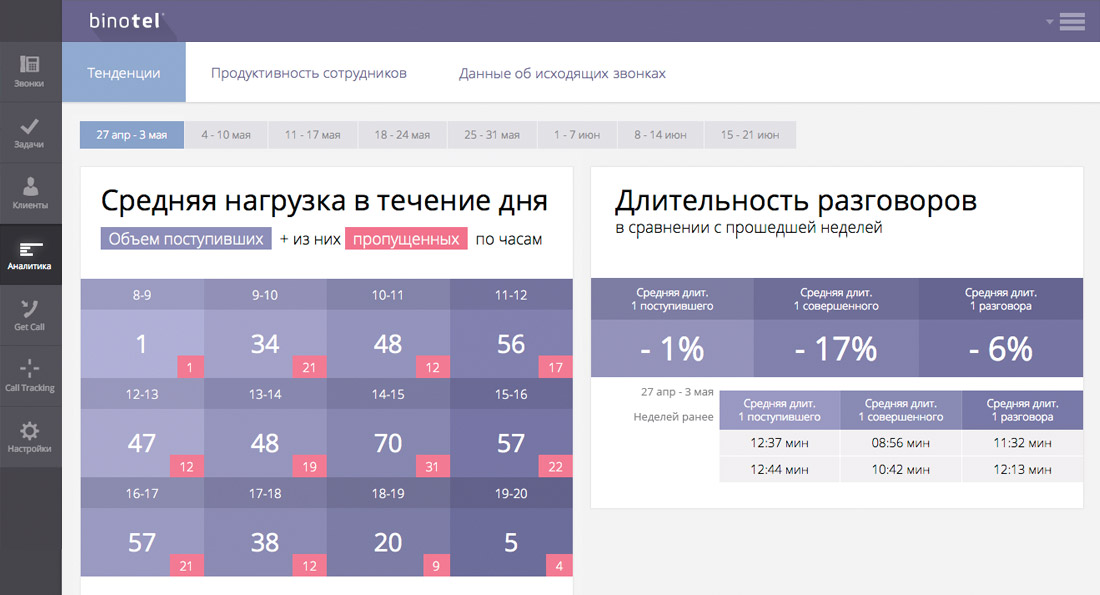 binotel
Звонки
Задачи
Клиенты
Аналитика
Get Call
Call Tracking
Настройки
Тенденции Продуктивность сотрудников Данные об исходящих звонках
27 апр - 3 мая 4 - 10 мая 11 - 17 мая 18 - 24 мая 25 - 31 мая 1 - 7 июн 8 - 14 июн 15 - 21 июн
Средняя нагрузка в течение дня
Объем поступивших + из них пропущенных по часам
8-9 9-10 10-11 11-12
1 34 48 56
1 21 12 17
12-13 13-14 14-15 15-16
47 48 70 57
12 19 31 22
16-17 17-18 18-19 19-20
57 38 20 5
21 12 9 4
Длительность разговоров
в сравнении с прошедшей неделей
Средняя длит. Средняя длит. Средняя длит.
1 поступившего 1 совершенного 1 разговора
- 1% - 17% - 6%
27 апр - 3 мая
Неделей ранее
Средняя длит. Средняя длит. Средняя длит.
1 поступившего 1 совершенного 1 разговора
12:37 мин 08:56 мин 11:32 мин
12:44 мин 10:42 мин 12:13 мин